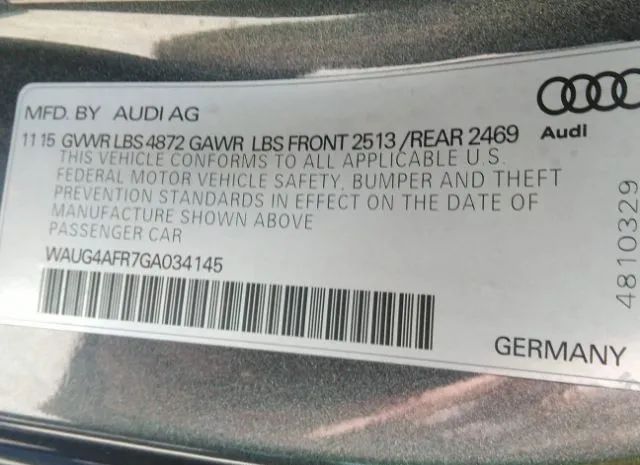 MFD. BY AUDI AG
11 15 GVWR LBS 4872 GAWR LBS FRONT 2513 /REAR 2469
THIS VEHICLE CONFORMS TO ALL APPLICABLE U.S.
FEDERAL MOTOR VEHICLE SAFETY, BUMPER AND THEFT
PREVENTION STANDARDS IN EFFECT ON THE DATE OF
MANUFACTURE SHOWN ABOVE
PASSENGER CAR
WAUG4AFR7GA034145
Audi
4810329
GERMANY